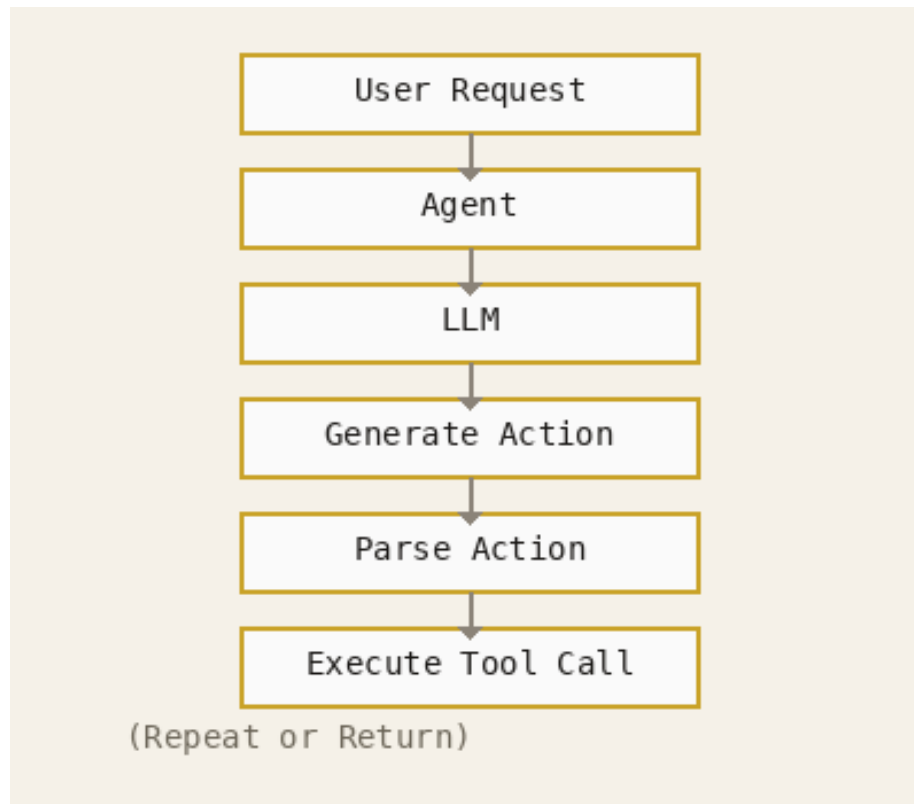 User Request
Agent
LLM
Generate Action
Parse Action
Execute Tool Call
(Repeat or Return)